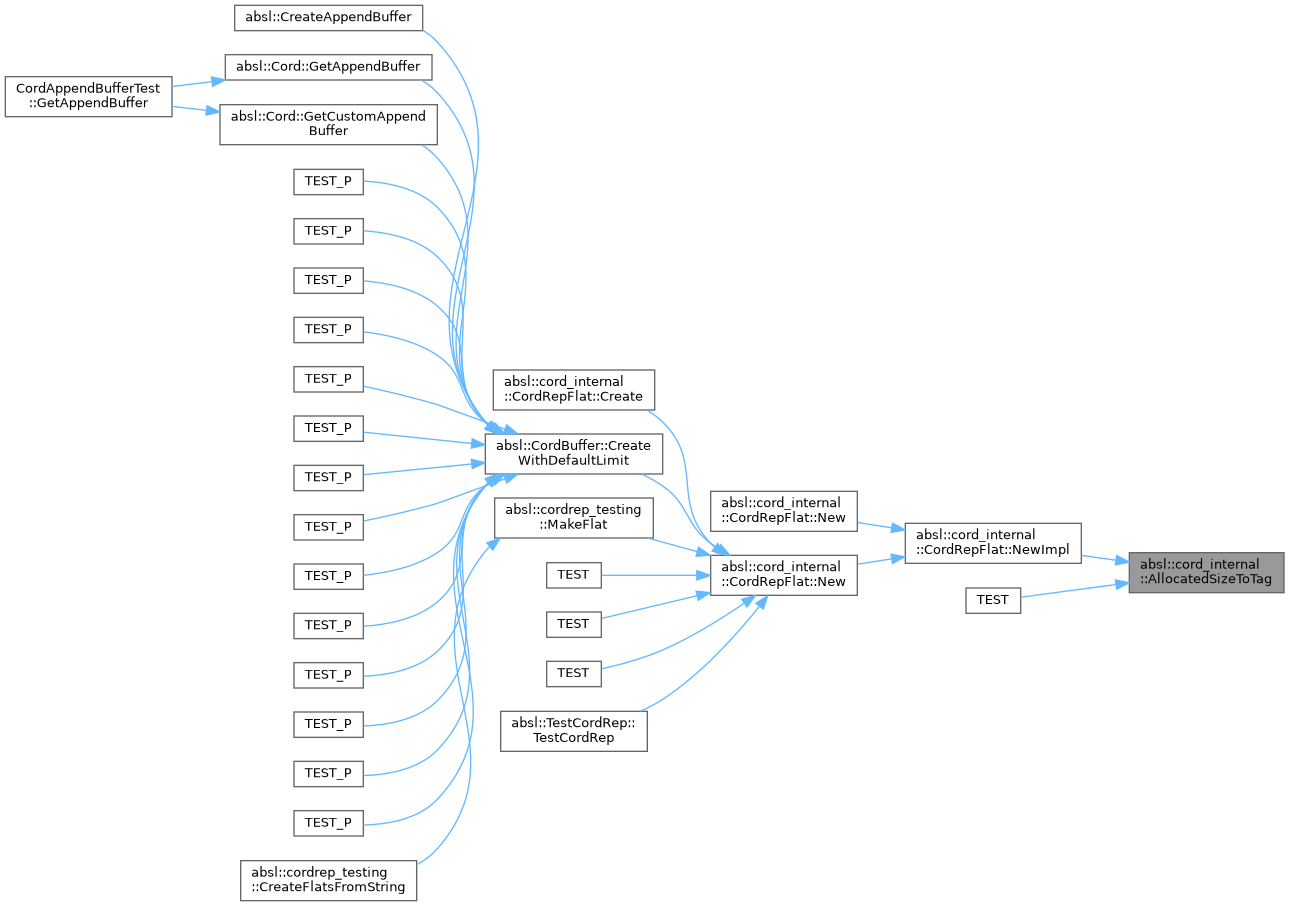 absl::CreateAppendBuffer
absl::Cord::GetAppendBuffer
CordAppendBufferTest
::GetAppendBuffer
absl::Cord::GetCustomAppend
Buffer
TEST_P
TEST_P
TEST_P
TEST_P
TEST_P
TEST_P
TEST_P
TEST_P
TEST_P
TEST_P
TEST_P
TEST_P
TEST_P
TEST_P
absl::cordrep_testing
::CreateFlatsFromString
absl::cord_internal
::CordRepFlat::Create
absl::CordBuffer::Create
WithDefaultLimit
absl::cordrep_testing
::MakeFlat
TEST
TEST
TEST
absl::TestCordRep::
TestCordRep
absl::cord_internal
::CordRepFlat::New
absl::cord_internal
::CordRepFlat::New
absl::cord_internal
::CordRepFlat::NewImpl
TEST
absl::cord_internal
::AllocatedSizeToTag